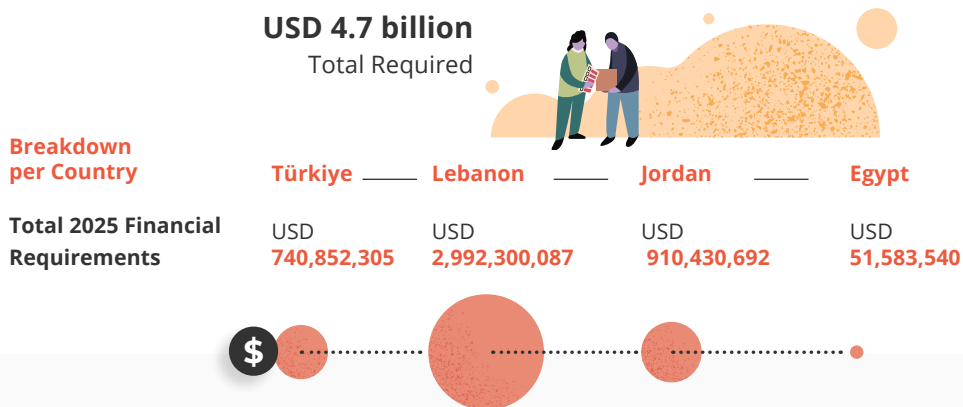 USD 4.7 billion
Total Required
Breakdown
per Country
Türkiye Lebanon Jordan Egypt
Total 2025 Financial
Requirements
USD USD USD USD
740,852,305 2,992,300,087 910,430,692 51,583,540
$